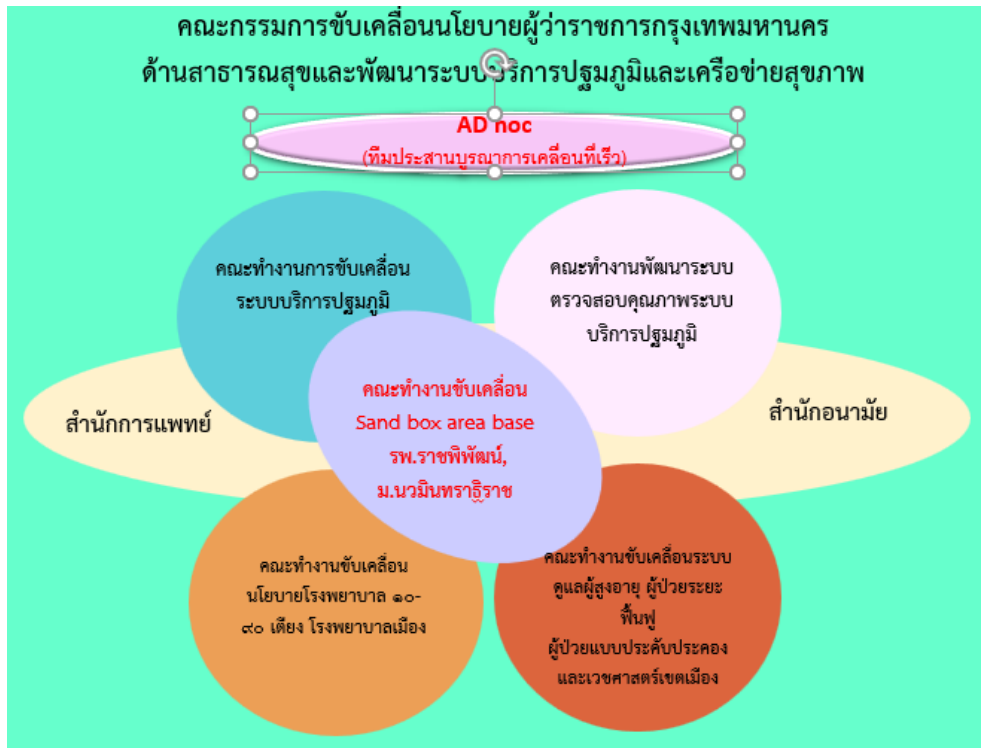 คณะกรรมการขับเคลื่อนนโยบายผู้ว่าราชการกรุงเทพมหานคร
ด้านสาธารณสุขและพัฒนาระบบบริการปฐมภูมิและเครือข่ายสุขภาพ
AD hoc
(ทีมประสานบูรณาการเคลื่อนที่เร็ว)
คณะทำงานการขับเคลื่อน
ระบบบริการปฐมภูมิ
คณะทำงานพัฒนาระบบ
ตรวจสอบคุณภาพระบบ
บริการปฐมภูมิ
สำนักการแพทย์
คณะทำงานขับเคลื่อน
Sand box area base
รพ.ราชพิพัฒน์,
ม.นวมินทราธิราช
สำนักอนามัย
คณะทำงานขับเคลื่อน
นโยบายโรงพยาบาล ๑๐-
๙๐ เตียง โรงพยาบาลเมือง
คณะทำงานขับเคลื่อนระบบ
ดูแลผู้สูงอายุ ผู้ป่วยระยะ
ฟื้นฟู
ผู้ป่วยแบบประคับประคอง
และเวชศาสตร์เขตเมือง